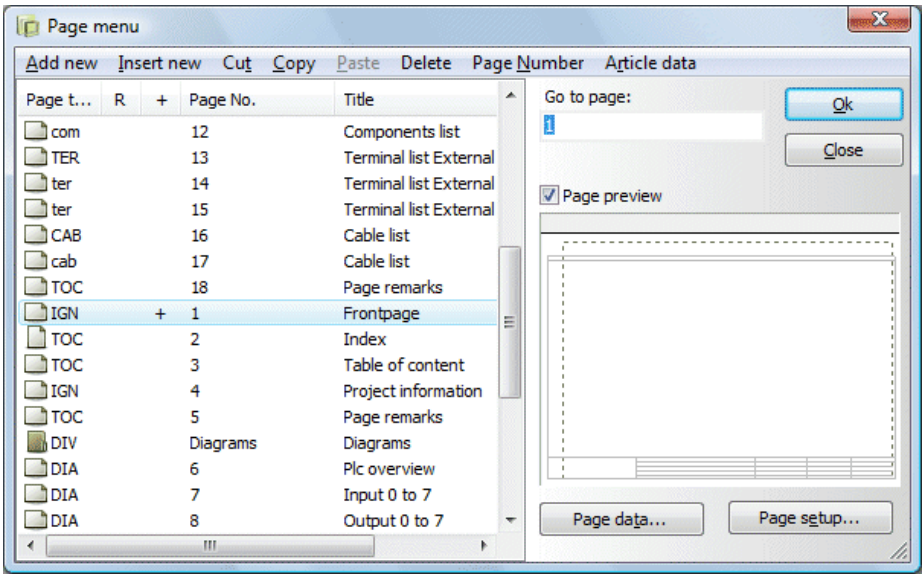 Page menu
Add new Insert new Cut Copy Paste Delete Page Number Article data
Page t... R + Page No. Title
com 12 Components list
TER 13 Terminal list External
ter 14 Terminal list External
ter 15 Terminal list External
CAB 16 Cable list
cab 17 Cable list
TOC 18 Page remarks
IGN + 1 Frontpage
TOC 2 Index
TOC 3 Table of content
IGN 4 Project information
TOC 5 Page remarks
DIV Diagrams Diagrams
DIA 6 Plc overview
DIA 7 Input 0 to 7
DIA 8 Output 0 to 7
Go to page:
1
Ok
Close
Page preview
Page data...
Page setup...